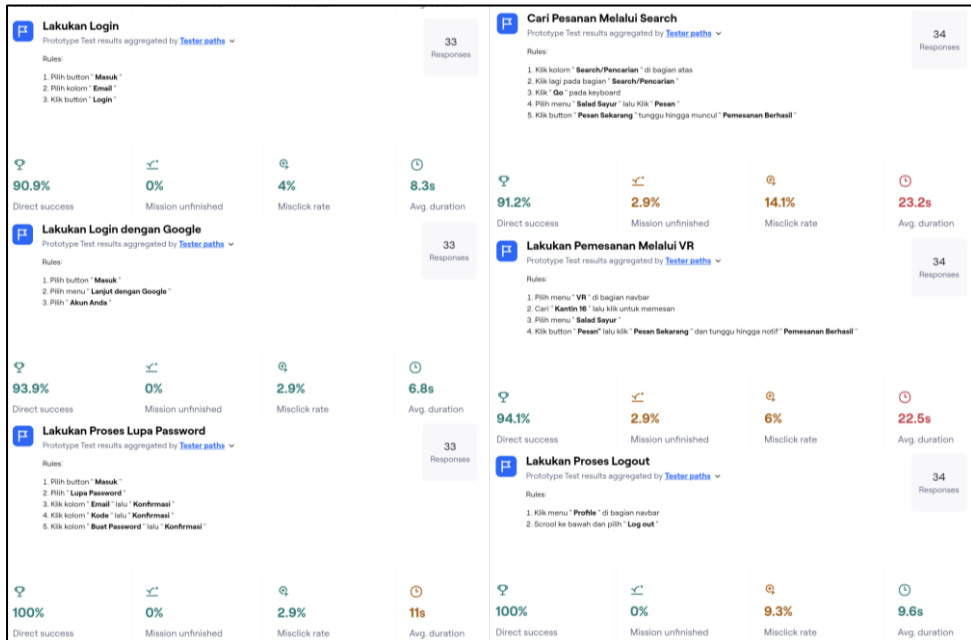 Lakukan Login
Prototype Test results aggregated by Tester paths
33
Responses
Rules:
1. Pilih button " Masuk "
2. Pilih kolom " Email "
3. Klik button " Login "
90.9%
0%
4%
8.3s
Direct success
Mission unfinished
Misclick rate
Avg. duration
Lakukan Login dengan Google
Prototype Test results aggregated by Tester paths
33
Responses
Rules:
1. Pilih button " Masuk "
2. Pilih menu " Lanjut dengan Google "
3. Pilih " Akun Anda "
93.9%
0%
2.9%
6.8s
Direct success
Mission unfinished
Misclick rate
Avg. duration
Lakukan Proses Lupa Password
Prototype Test results aggregated by Tester paths
33
Responses
Rules:
1. Pilih button " Masuk "
2. Pilih " Lupa Password "
3. Klik kolom " Email " lalu " Konfirmasi "
4. Klik kolom " Kode " lalu " Konfirmasi "
5. Klik kolom " Buat Password " lalu " Konfirmasi "
100%
0%
2.9%
11s
Direct success
Mission unfinished
Misclick rate
Avg. duration
Cari Pesanan Melalui Search
Prototype Test results aggregated by Tester paths
34
Responses
Rules:
1. Klik kolom " Search/Pencarian " di bagian atas
2. Klik lagi pada bagian " Search/Pencarian "
3. Klik " Go " pada keyboard
4. Pilih menu " Salad Sayur " lalu Klik " Pesan "
5. Klik button " Pesan Sekarang " tunggu hingga muncul " Pemesanan Berhasil "
91.2%
2.9%
14.1%
23.2s
Direct success
Mission unfinished
Misclick rate
Avg. duration
Lakukan Pemesanan Melalui VR
Prototype Test results aggregated by Tester paths
34
Responses
Rules:
1. Pilih menu " VR " di bagian navbar
2. Cari " Kantin 16 " lalu klik untuk memesan
3. Pilih menu " Salad Sayur "
4. Klik button " Pesan" lalu klik " Pesan Sekarang " dan tunggu hingga notif " Pemesanan Berhasil "
94.1%
2.9%
6%
22.5s
Direct success
Mission unfinished
Misclick rate
Avg. duration
Lakukan Proses Logout
Prototype Test results aggregated by Tester paths
34
Responses
Rules:
1. Klik menu " Profile " di bagian navbar
2. Scrool ke bawah dan pilih " Log out "
100%
0%
9.3%
9.6s
Direct success
Mission unfinished
Misclick rate
Avg. duration